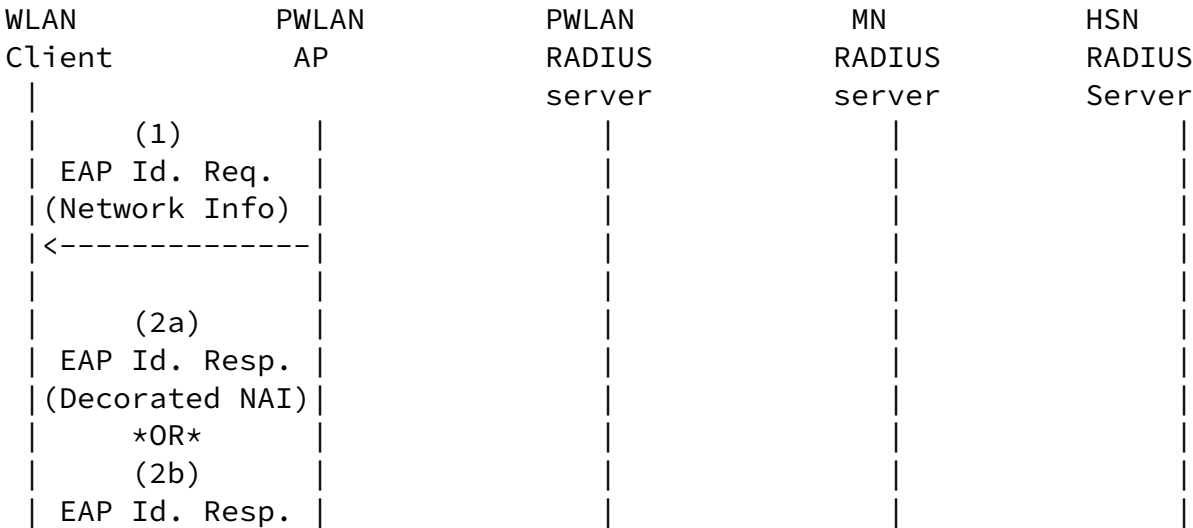 WLAN PWLAN PWLAN MN HSN
Client AP RADIUS RADIUS RADIUS
| server server Server
| (1) | | | |
| EAP Id. Req. | | | |
|(Network Info) | | | |
|<--------------| | | |
| | | | |
| (2a) | | | |
| EAP Id. Resp. | | | |
|(Decorated NAI)| | | |
| *OR* | | | |
| (2b) | | | |
| EAP Id. Resp. | | | |